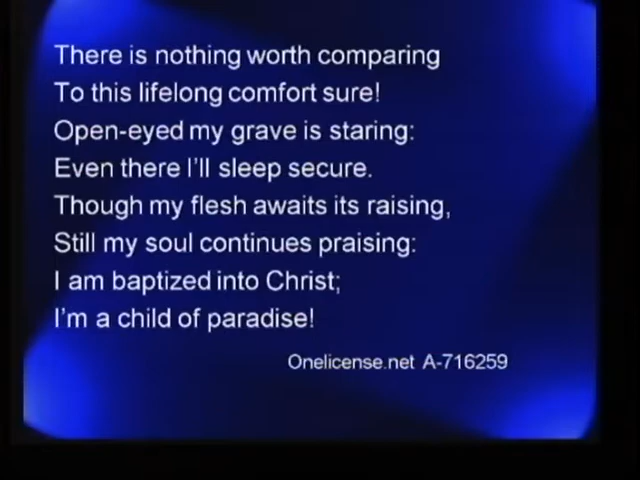 There is nothing worth comparing
To this lifelong comfort sure!
Open-eyed my grave is staring:
Even there I'll sleep secure.
Though my flesh awaits its raising,
Still my soul continues praising:
I am baptized into Christ;
I'm a child of paradise!
Onelicense.net A-716259